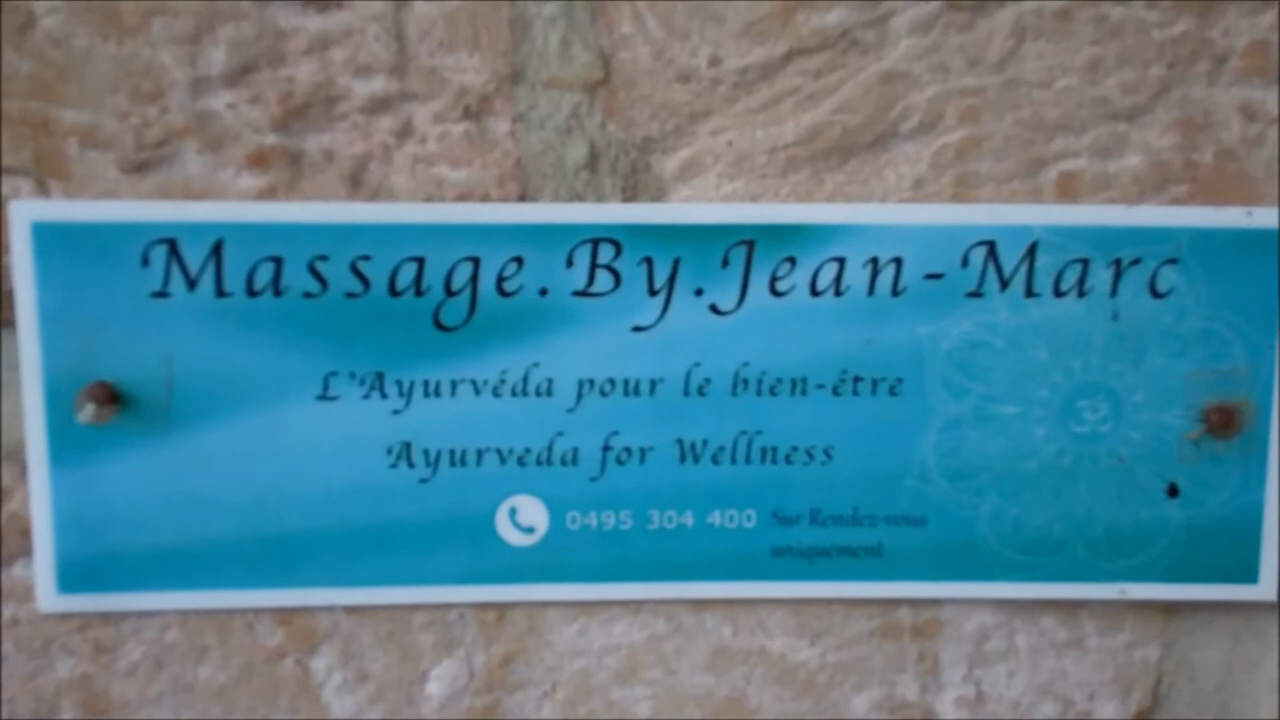 Massage.By.Jean-Marc
L'Ayurvéda pour le bien-être
Ayurveda for Wellness
0495 304 400 Sur Rendez-vous
uniquement